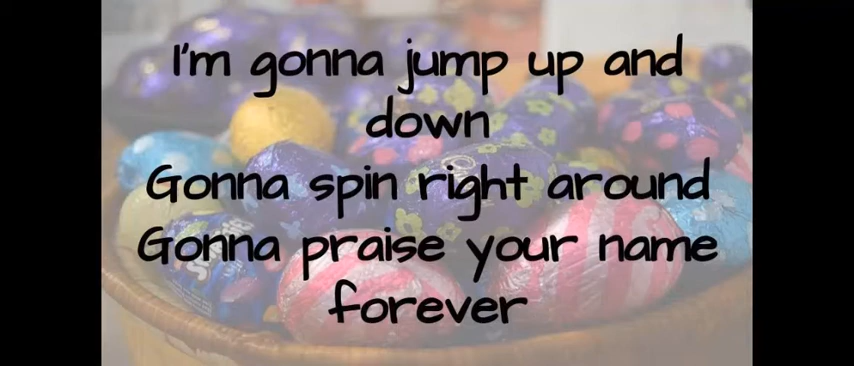 I'm gonna jump up and
down
Gonna spin right around
Gonna praise your name
forever